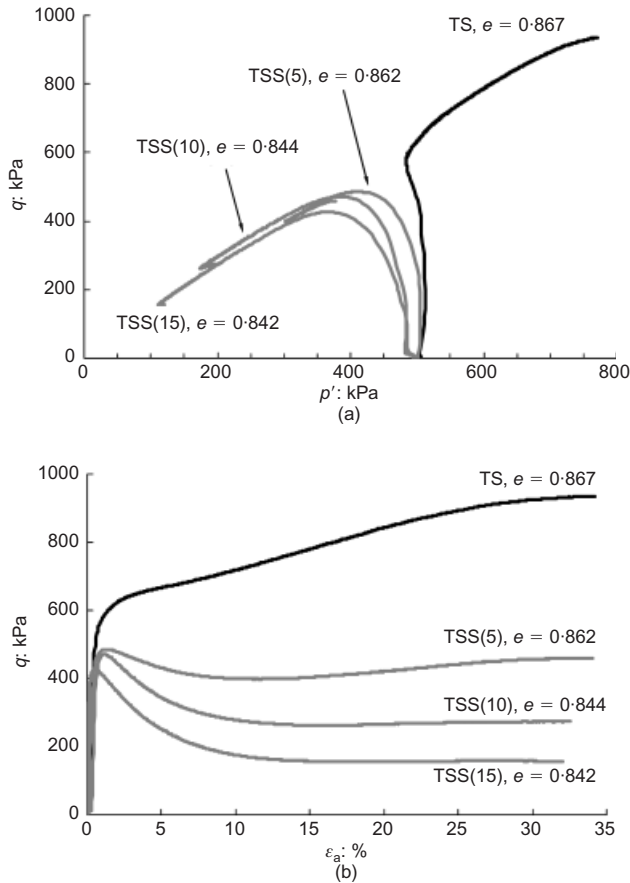 1000
800
600
400
200
0
q: kPa
TS, e = 0·867
TSS(5), e = 0·862
TSS(10), e = 0·844
TSS(15), e = 0·842
0
200
400
600
800
p′: kPa
(a)
1000
800
600
400
200
0
q: kPa
TS, e = 0·867
TSS(5), e = 0·862
TSS(10), e = 0·844
TSS(15), e = 0·842
0
5
10
15
20
25
30
35
εa: %
(b)